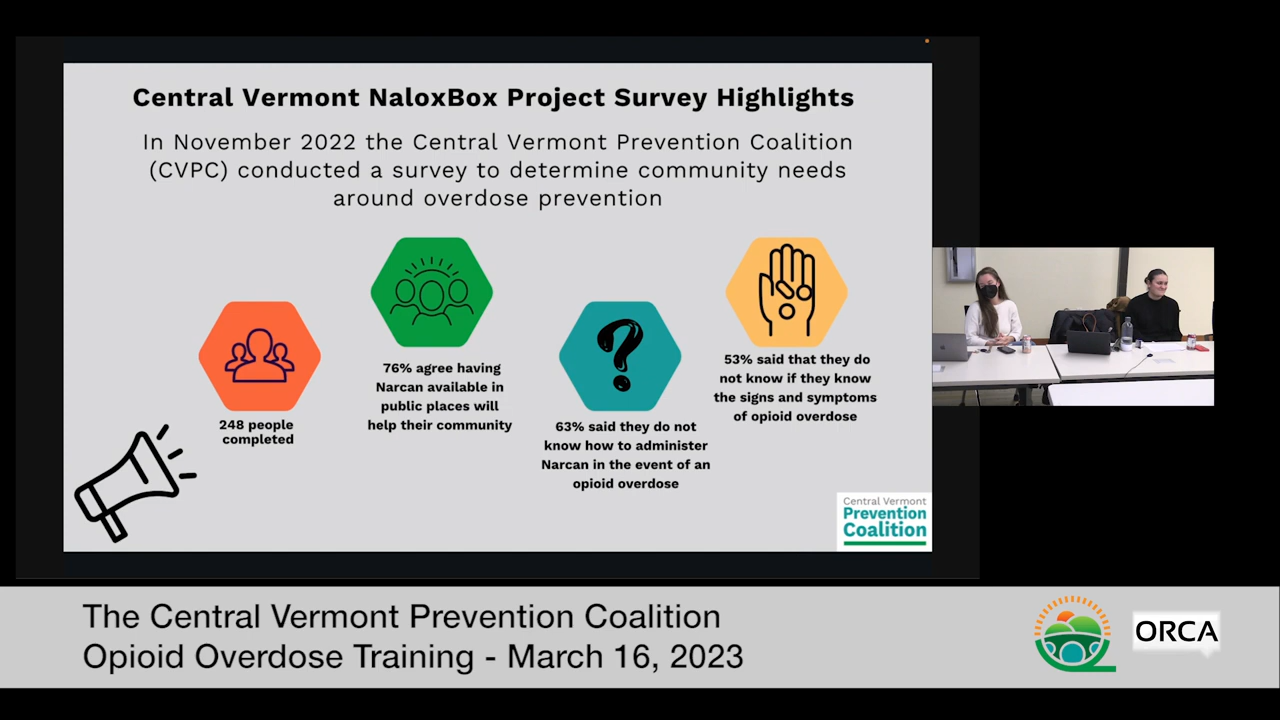 Central Vermont NaloxBox Project Survey Highlights
In November 2022 the Central Vermont Prevention Coalition
(CVPC) conducted a survey to determine community needs
around overdose prevention
248 people
completed
76% agree having
Narcan available in
public places will
help their community
63% said they do not
know how to administer
Narcan in the event of an
opioid overdose
53% said that they do
not know if they know
the signs and symptoms
of opioid overdose
Central Vermont
Prevention
Coalition
The Central Vermont Prevention Coalition
Opioid Overdose Training - March 16, 2023
ORCA